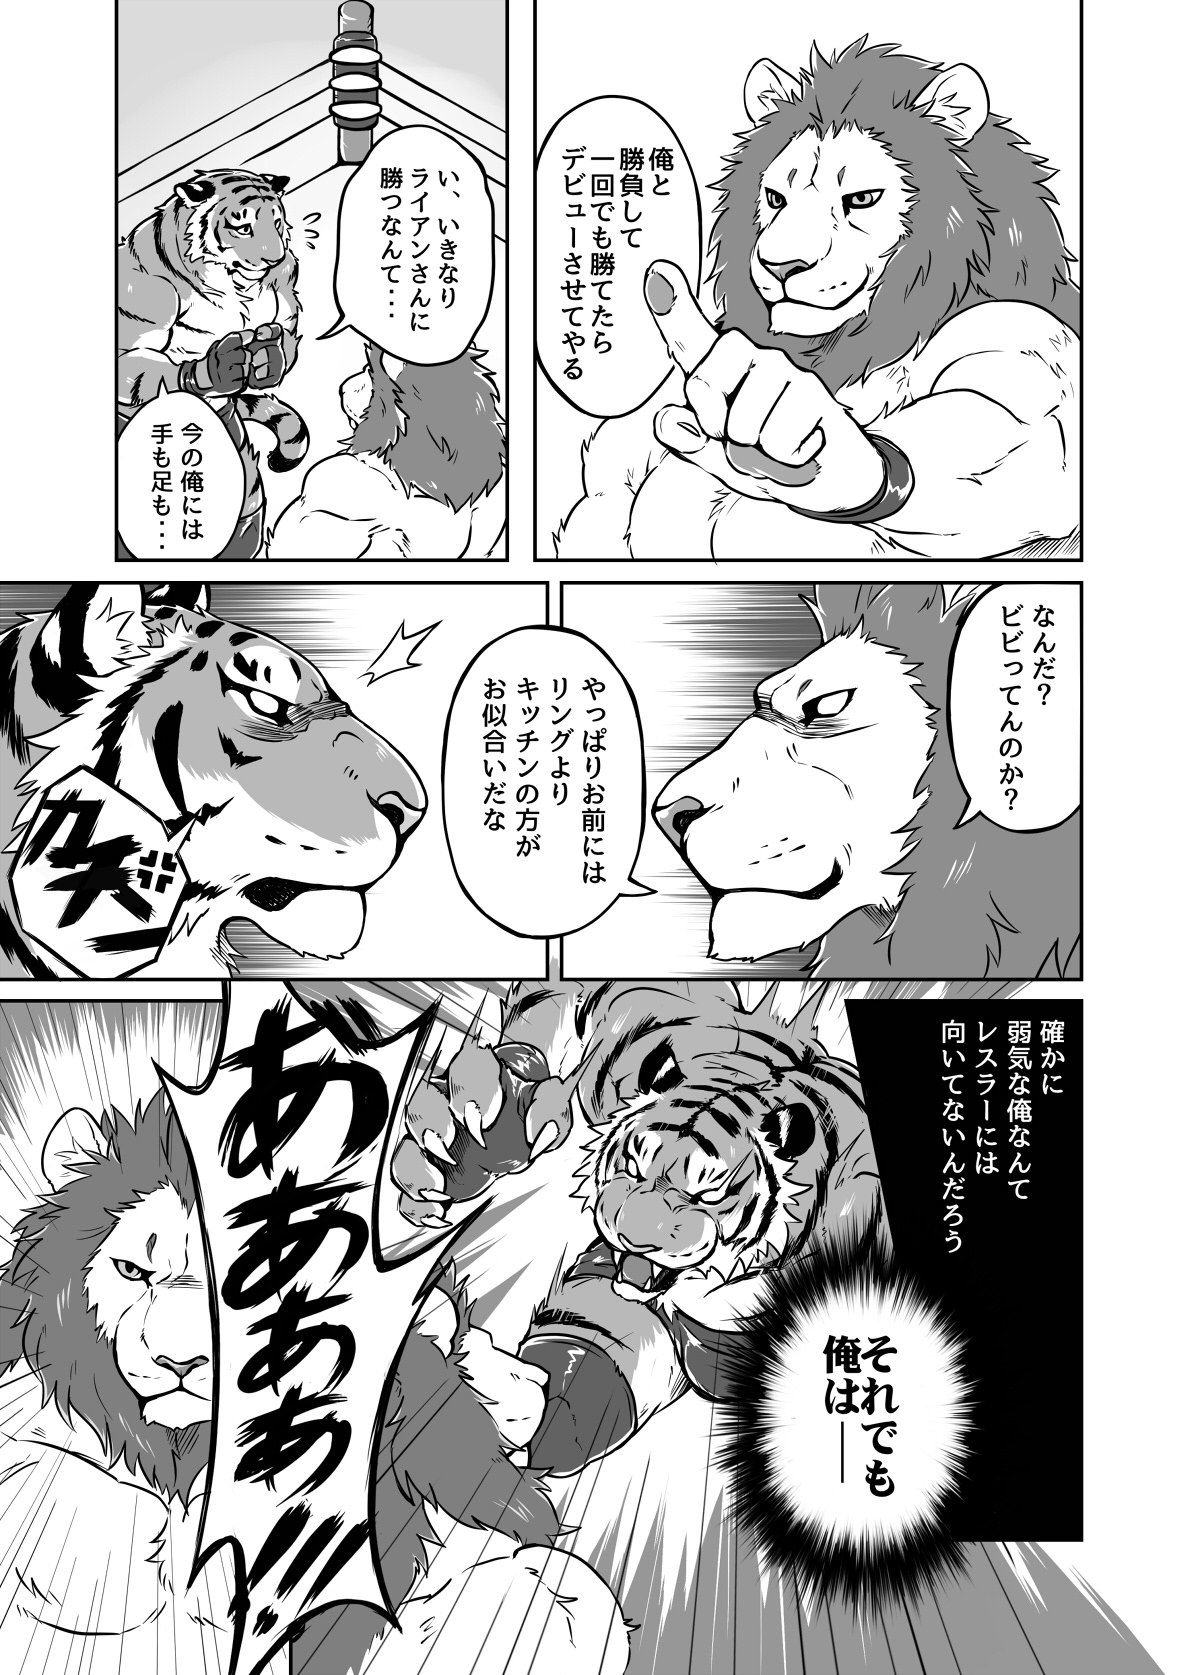 俺と
勝負して
一回でも勝てたら
デビューさせてやる
い、いきなり
ライアンさんに
勝つなんて・・・
今の俺には
手も足も・・・
なんだ？
ビビってんのか？
やっぱりお前には
リングより
キッチンの方が
お似合いだな
カチン
確かに
弱気な俺なんて
レスラーには
向いてないんだろう
それでも
俺は──
あああぁ!!!